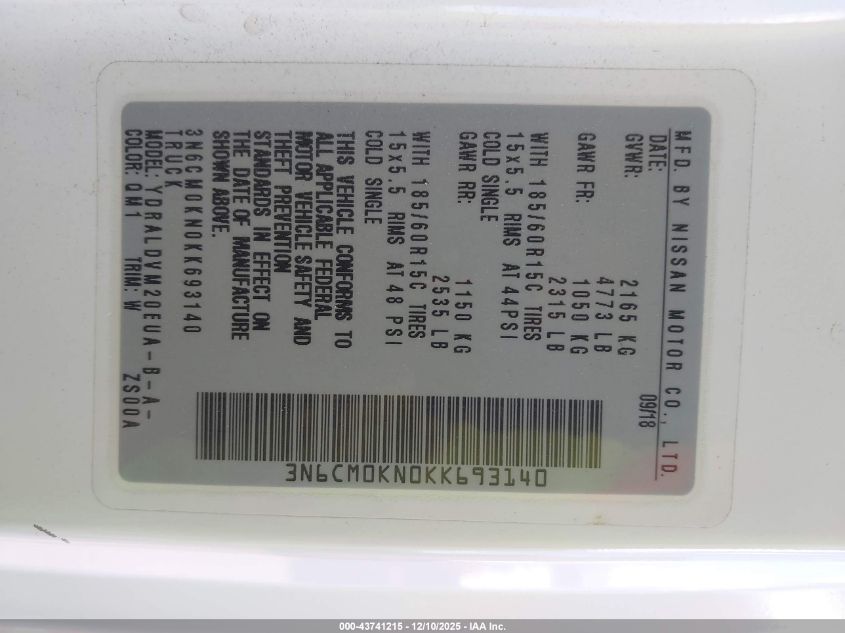 MFD. BY NISSAN MOTOR CO., LTD.
DATE: 09/18
GVWR: 2165 KG
4773 LB
GAWR FR: 1050 KG
2315 LB
WITH 185/60R15C TIRES
15x5.5 RIMS AT 44PSI
COLD SINGLE
GAWR RR: 1150 KG
2535 LB
WITH 185/60R15C TIRES
15x5.5 RIMS AT 48 PSI
COLD SINGLE
THIS VEHICLE CONFORMS TO
ALL APPLICABLE FEDERAL
MOTOR VEHICLE SAFETY AND
THEFT PREVENTION
STANDARDS IN EFFECT ON
THE DATE OF MANUFACTURE
SHOWN ABOVE.
3N6CM0KN0KK693140
TRUCK
MODEL: YDRALDVM20EUA-B-A-
COLOR: QM1 TRIM: W ZS00A
3N6CM0KN0KK693140
000-43741215 - 12/10/2025 - IAA Inc.